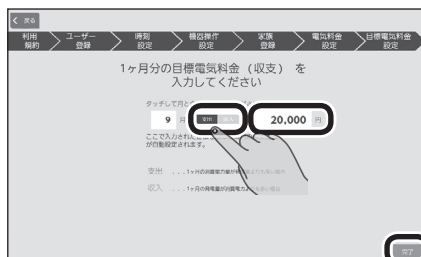 戻る
利用規約
ユーザー登録
時刻設定
機器操作設定
家族登録
電気料金設定
目標電気料金設定
1ヶ月分の目標電気料金（収支） を
入力してください
タッチして月と
9 月 支出 収入 20,000 円
ここで入力された
が自動設定されます。
支出 ...1ヶ月の消費電力量が
収入 ...1ヶ月の発電量が消費電力
完了